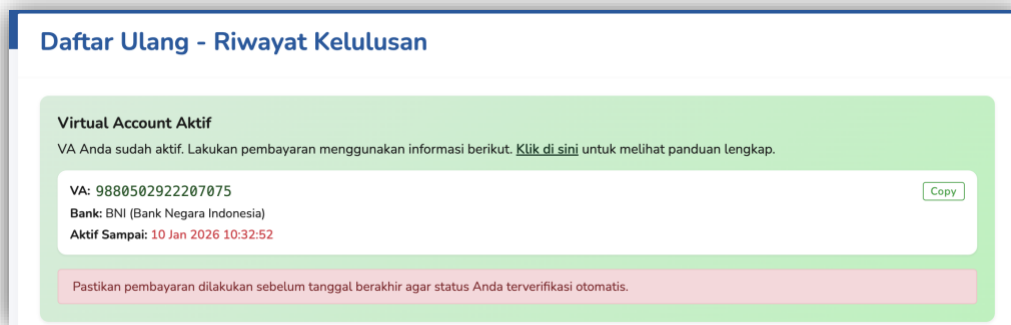 Daftar Ulang - Riwayat Kelulusan
Virtual Account Aktif
VA Anda sudah aktif. Lakukan pembayaran menggunakan informasi berikut. Klik di sini untuk melihat panduan lengkap.
VA: 9880502922207075
Copy
Bank: BNI (Bank Negara Indonesia)
Aktif Sampai: 10 Jan 2026 10:32:52
Pastikan pembayaran dilakukan sebelum tanggal berakhir agar status Anda terverifikasi otomatis.